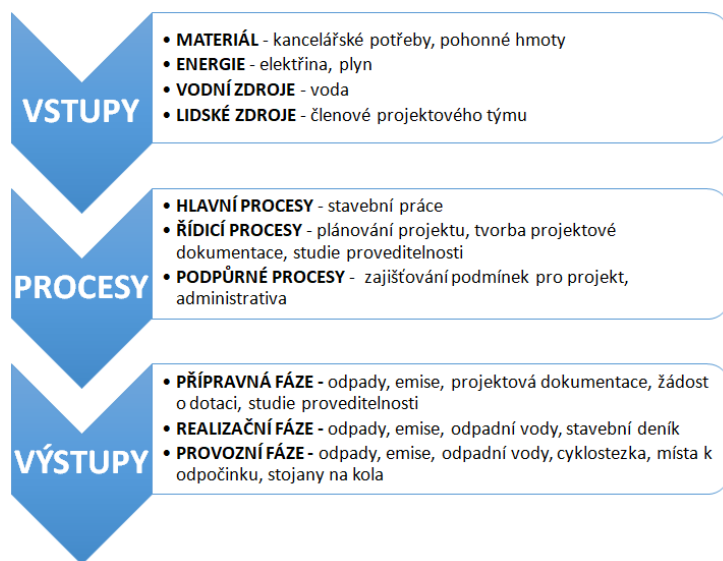 VSTUPY
• MATERIÁL - kancelářské potřeby, pohonné hmoty
• ENERGIE - elektřina, plyn
• VODNÍ ZDROJE - voda
• LIDSKÉ ZDROJE - členové projektového týmu
PROCESY
• HLAVNÍ PROCESY - stavební práce
• ŘÍDICÍ PROCESY - plánování projektu, tvorba projektové
dokumentace, studie proveditelnosti
• PODPŮRNÉ PROCESY - zajišťování podmínek pro projekt,
administrativa
VÝSTUPY
• PŘÍPRAVNÁ FÁZE - odpady, emise, projektová dokumentace, žádost
o dotaci, studie proveditelnosti
• REALIZAČNÍ FÁZE - odpady, emise, odpadní vody, stavební deník
• PROVOZNÍ FÁZE - odpady, emise, odpadní vody, cyklostezka, místa k
odpočinku, stojany na kola